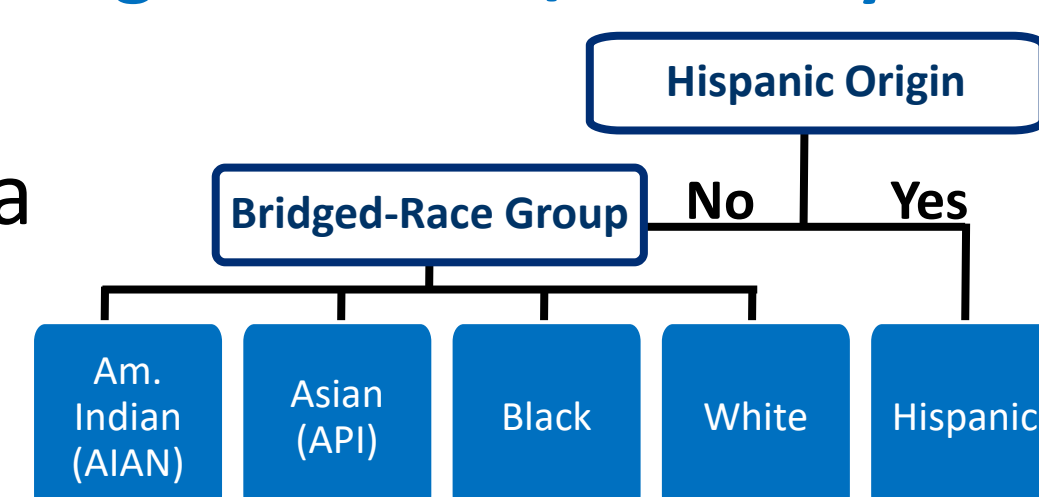 Hispanic Origin
a
Bridged-Race Group
No
Yes
Am.
Indian
(AIAN)
Asian
(API)
Black
White
Hispanic